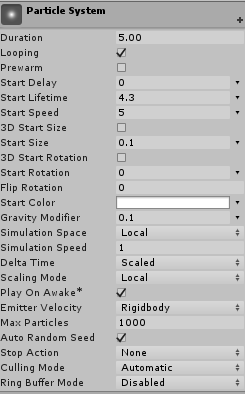 Particle System
Duration 5.00
Looping
Prewarm
Start Delay 0
Start Lifetime 4.3
Start Speed 5
3D Start Size
Start Size 0.1
3D Start Rotation
Start Rotation 0
Flip Rotation 0
Start Color
Gravity Modifier 0.1
Simulation Space Local
Simulation Speed 1
Delta Time Scaled
Scaling Mode Local
Play On Awake*
Emitter Velocity Rigidbody
Max Particles 1000
Auto Random Seed
Stop Action None
Culling Mode Automatic
Ring Buffer Mode Disabled